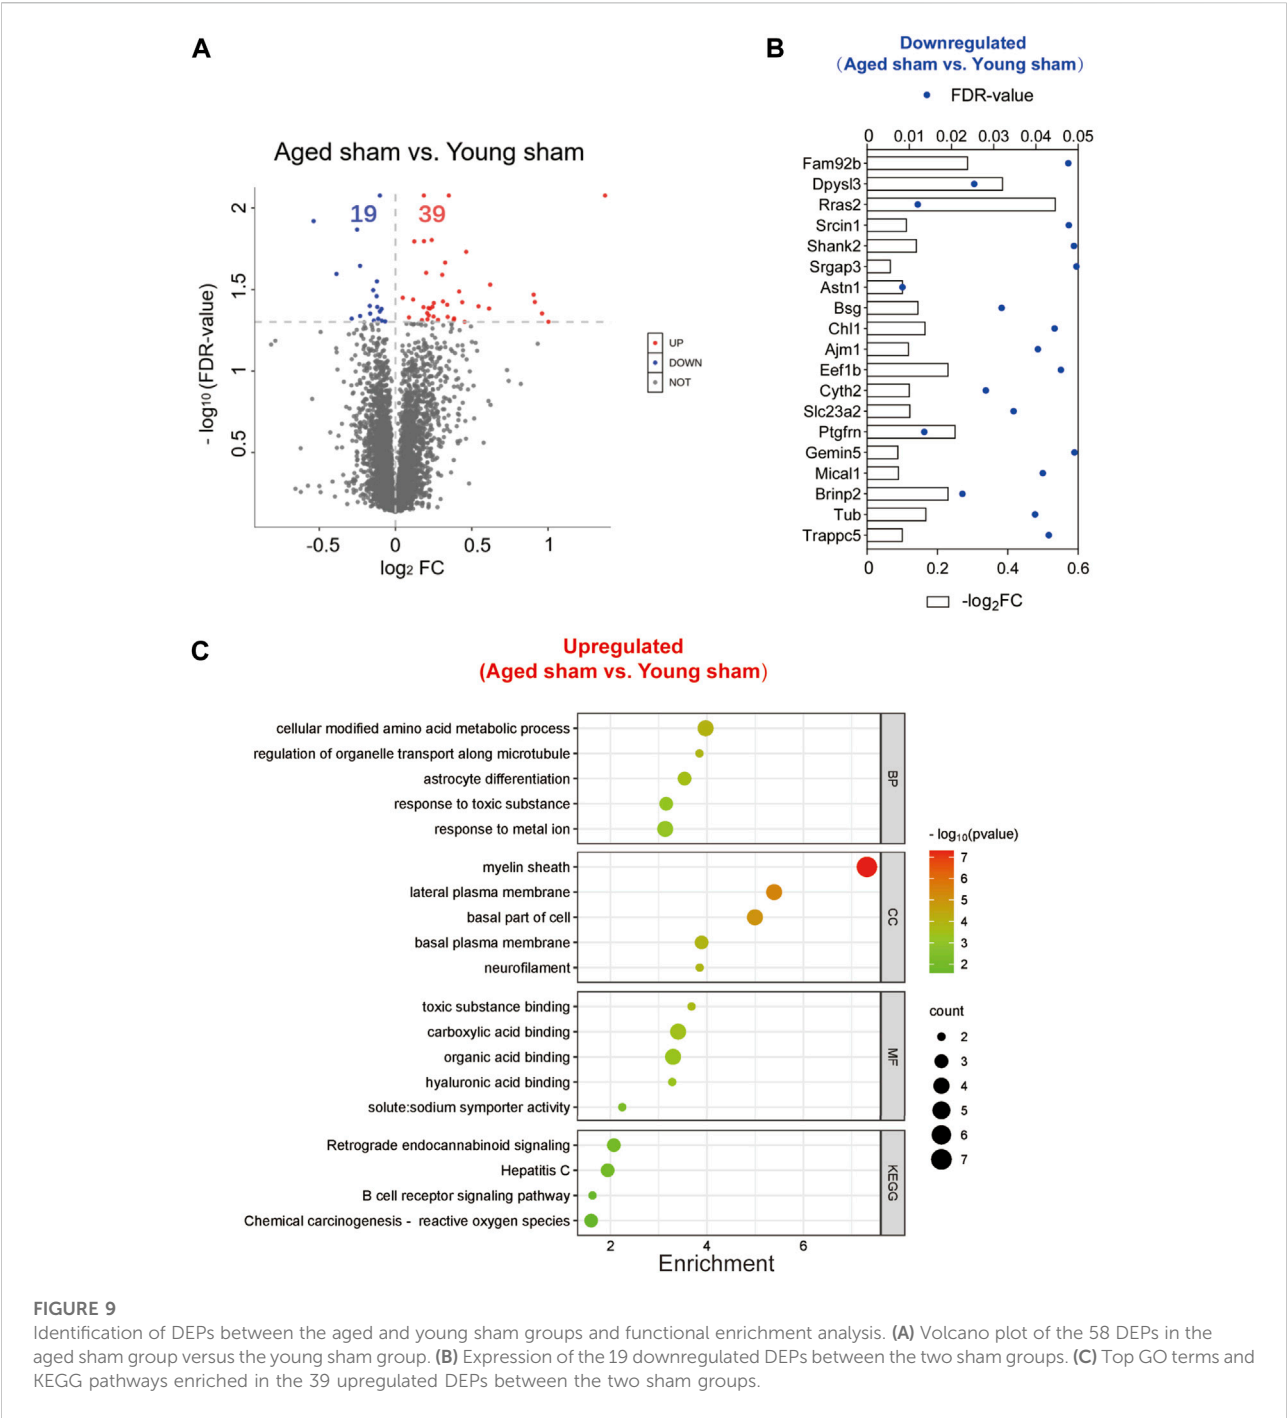 A
Aged sham vs. Young sham
19
39
2
1.5
1
0.5
- log10 (FDR-value)
-0.5
0
0.5
1
log2 FC
UP
DOWN
NOT
B
Downregulated
(Aged sham vs. Young sham)
FDR-value
0 0.01 0.02 0.03 0.04 0.05
Fam92b
Dpysl3
Rras2
Srcin1
Shank2
Srgap3
Astn1
Bsg
Chl1
Ajm1
Eef1b
Cyth2
Slc23a2
Ptgfrn
Gemin5
Mical1
Brinp2
Tub
Trappc5
0 0.2 0.4 0.6
-log2FC
C
Upregulated
(Aged sham vs. Young sham)
cellular modified amino acid metabolic process
regulation of organelle transport along microtubule
astrocyte differentiation
response to toxic substance
response to metal ion
BP
myelin sheath
lateral plasma membrane
basal part of cell
basal plasma membrane
neurofilament
CC
toxic substance binding
carboxylic acid binding
organic acid binding
hyaluronic acid binding
solute:sodium symporter activity
MF
Retrograde endocannabinoid signaling
Hepatitis C
B cell receptor signaling pathway
Chemical carcinogenesis - reactive oxygen species
KEGG
2 4 6
Enrichment
- log10(pvalue)
7
6
5
4
3
2
count
2
3
4
5
6
7
FIGURE 9
Identification of DEPs between the aged and young sham groups and functional enrichment analysis. (A) Volcano plot of the 58 DEPs in the
aged sham group versus the young sham group. (B) Expression of the 19 downregulated DEPs between the two sham groups. (C) Top GO terms and
KEGG pathways enriched in the 39 upregulated DEPs between the two sham groups.